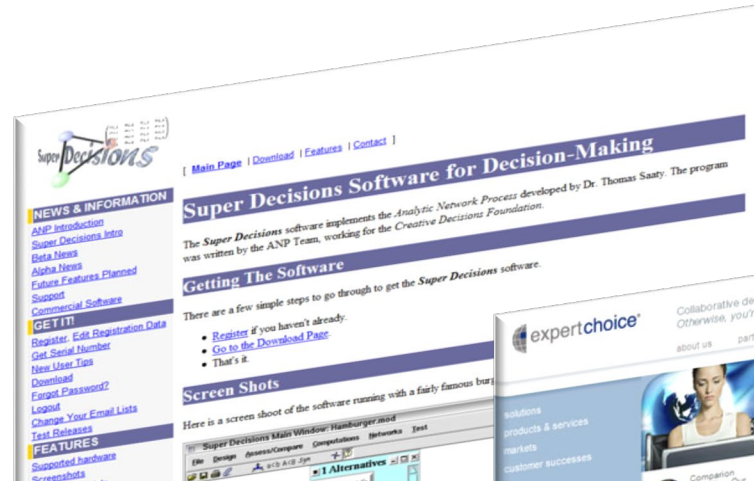 Super Decisions
[ Main Page | Download | Features | Contact ]
NEWS & INFORMATION
ANP Introduction
Super Decisions Intro
Beta News
Alpha News
Future Features Planned
Support
Commercial Software
GET IT!
Register, Edit Registration Data
Get Serial Number
New User Tips
Download
Forgot Password?
Logout
Change Your Email Lists
Test Releases
FEATURES
Supported hardware
Screenshots
Super Decisions Software for Decision-Making
The Super Decisions software implements the Analytic Network Process developed by Dr. Thomas Saaty. The program
was written by the ANP Team, working for the Creative Decisions Foundation.
Getting The Software
There are a few simple steps to go through to get the Super Decisions software.
• Register if you haven't already.
• Go to the Download Page.
• That's it.
Screen Shots
Here is a screen shoot of the software running with a fairly famous
Super Decisions Main Window: Hamburger.mod
File Design Assess/Compare Computations Networks Test
1 Alternatives
expertchoice
Collaborative
Otherwise, you'r
about us
solutions
products & services
markets
customer successes
Companion